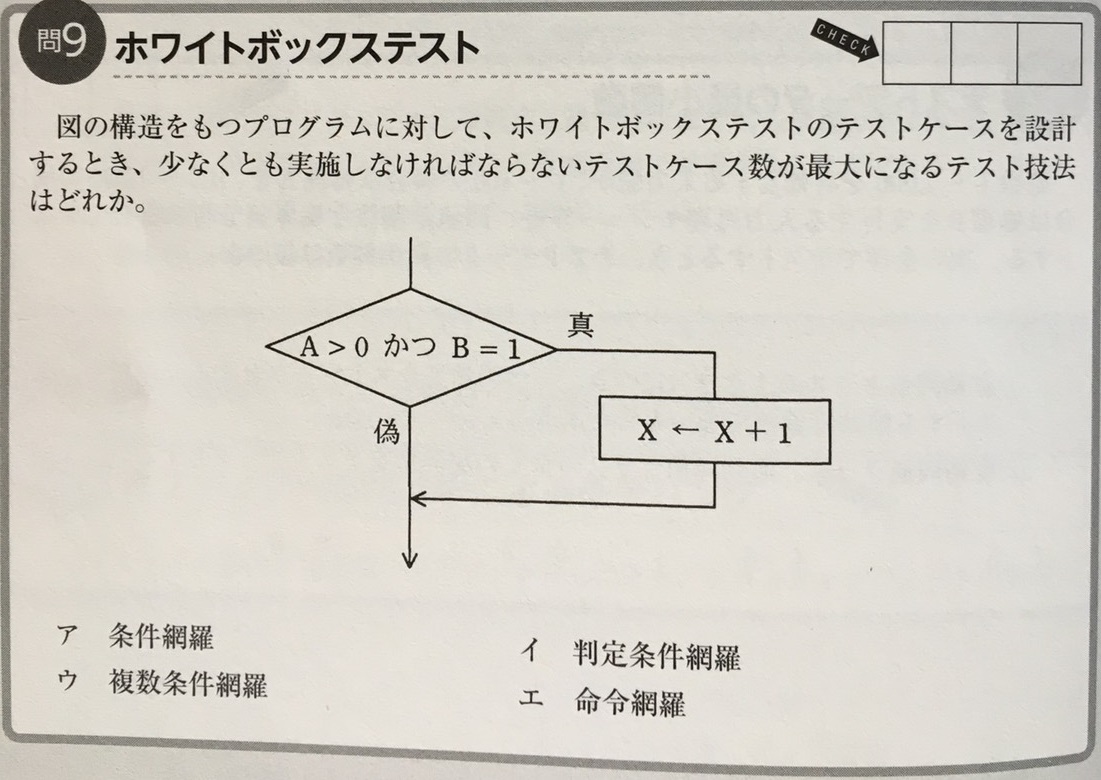 問9 ホワイトボックステスト
CHECK
図の構造をもつプログラムに対して、ホワイトボックステストのテストケースを設計
するとき、少なくとも実施しなければならないテストケース数が最大になるテスト技法
はどれか。
A > 0 かつ B = 1
真
偽
X ← X + 1
ア 条件網羅
イ 判定条件網羅
ウ 複数条件網羅
エ 命令網羅